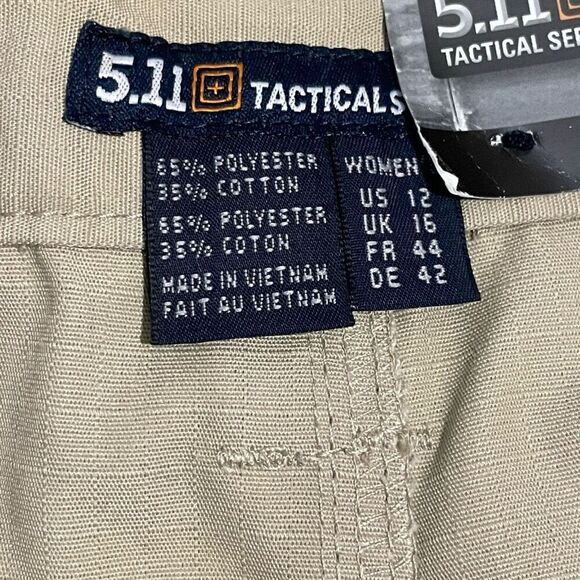 5.11 TACTICAL S
5.11
TACTICAL SE
65% POLYESTER
35% COTTON
65% POLYESTER
35% COTON
MADE IN VIETNAM
FAIT AU VIETNAM
WOMEN
US 12
UK 16
FR 44
DE 42